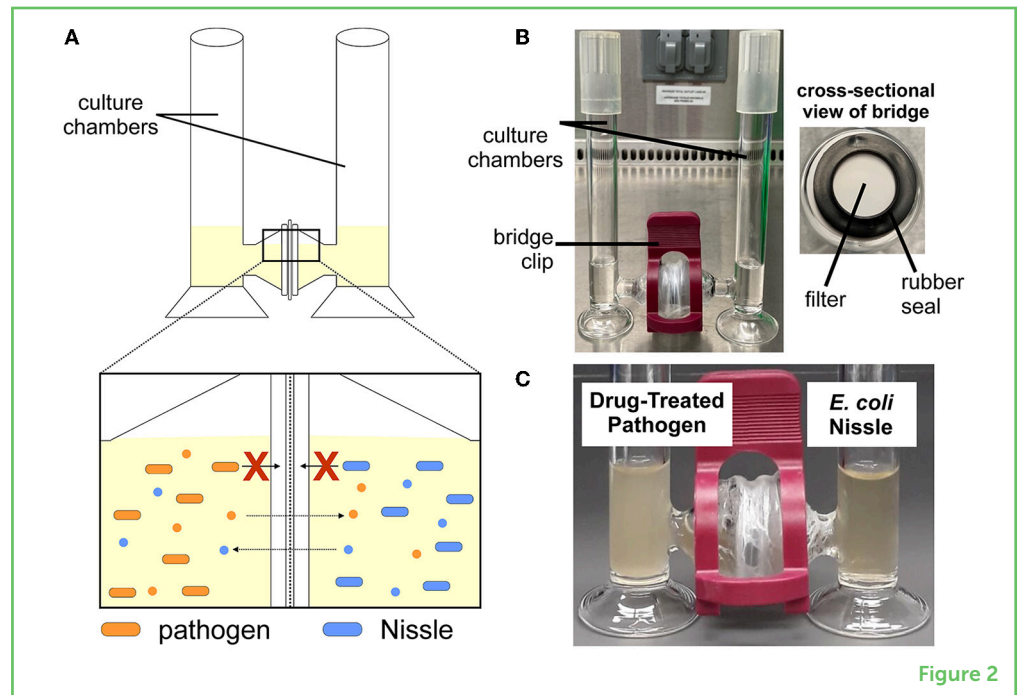 A
culture
chambers
pathogen
Nissle
B
culture
chambers
bridge
clip
cross-sectional
view of bridge
filter
rubber
seal
C
Drug-Treated
Pathogen
E. coli
Nissle
Figure 2